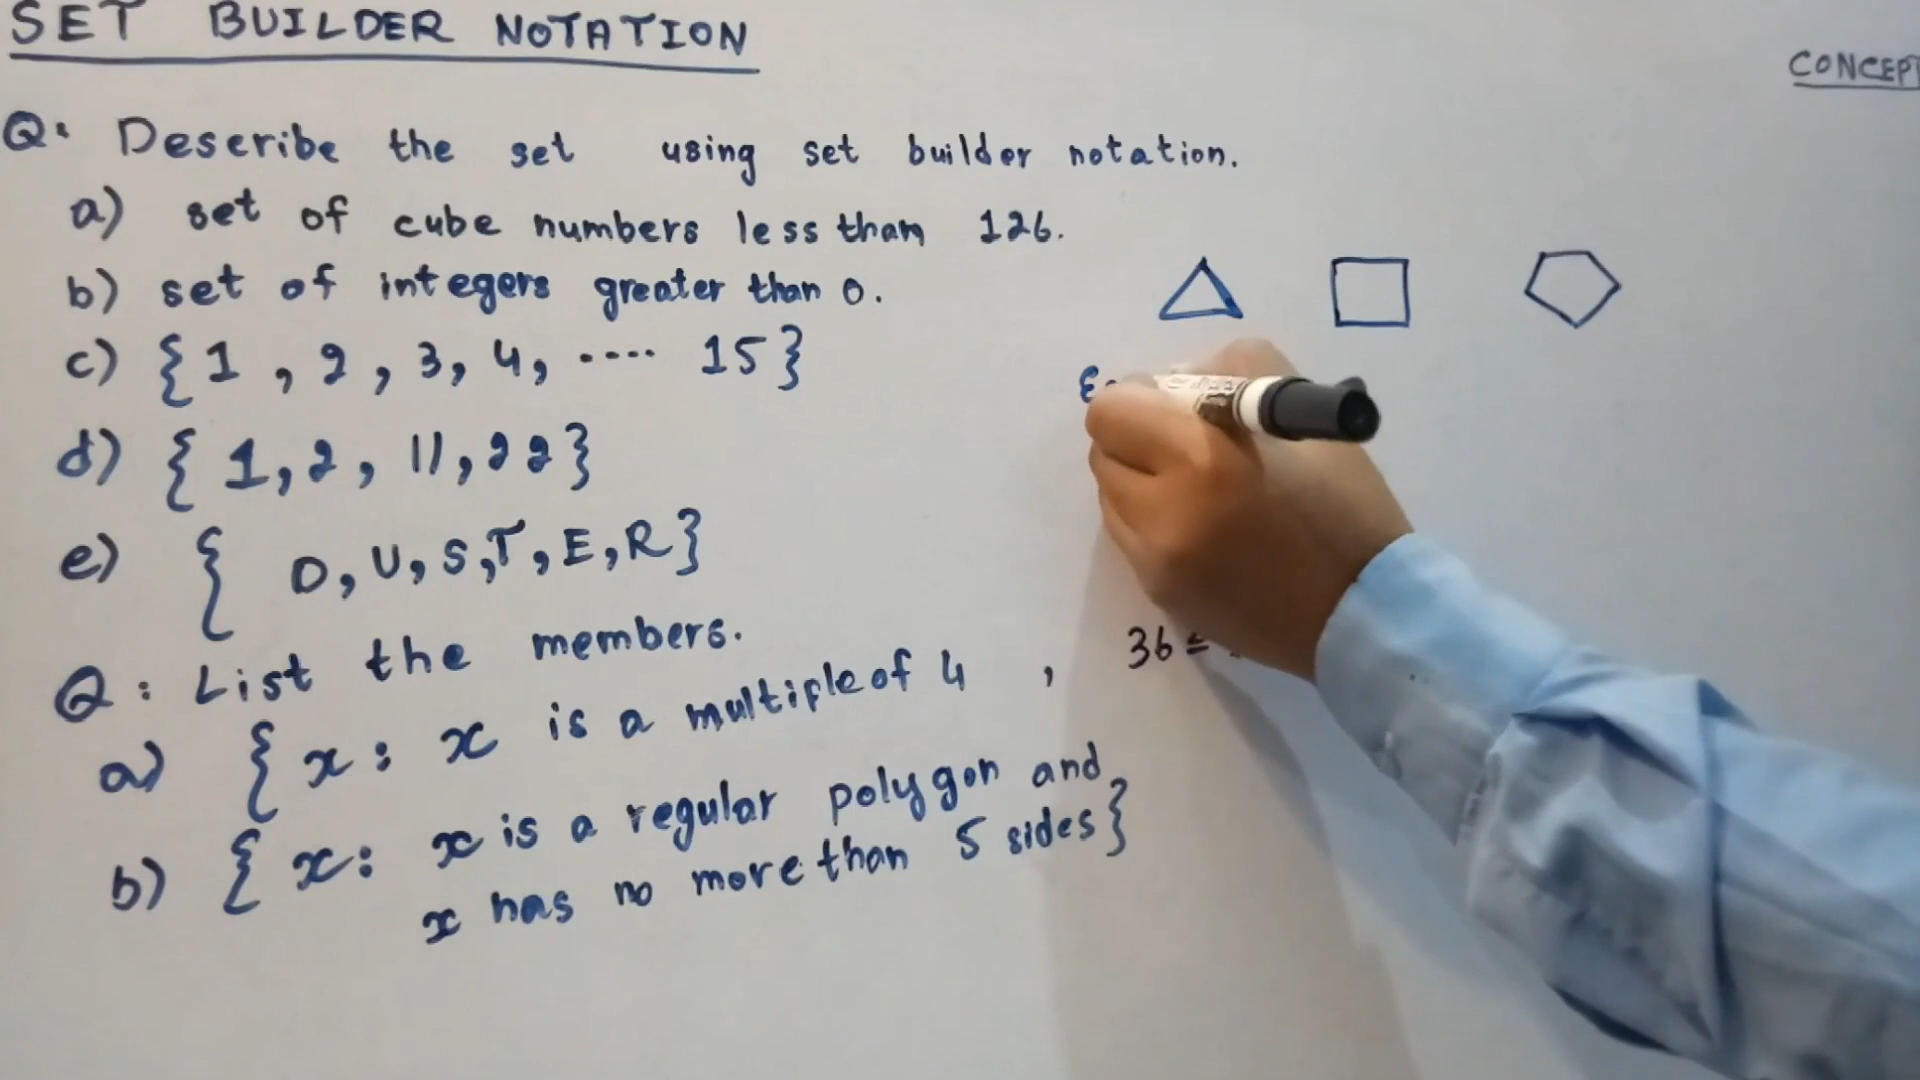 SET BUILDER NOTATION
CONCEPT
Q: Describe the set using set builder notation.
a) set of cube numbers less than 126.
b) set of integers greater than 0.
c) {1, 2, 3, 4, .... 15}
d) {1, 2, 11, 22}
e) {D, U, S, T, E, R}
Q: List the members.
a) {x: x is a multiple of 4 , 36 ≤
b) {x: x is a regular polygon and
x has no more than 5 sides}